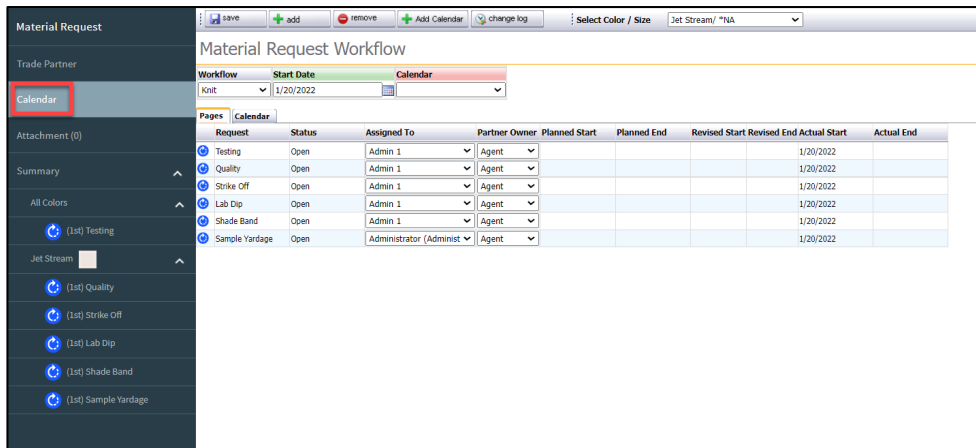 Material Request
Trade Partner
Calendar
Attachment (0)
Summary
All Colors
(1st) Testing
Jet Stream
(1st) Quality
(1st) Strike Off
(1st) Lab Dip
(1st) Shade Band
(1st) Sample Yardage
save add remove Add Calendar change log Select Color / Size Jet Stream/ *NA
Material Request Workflow
Workflow Start Date Calendar
Knit 1/20/2022
Pages Calendar
Request Status Assigned To Partner Owner Planned Start Planned End Revised Start Revised End Actual Start Actual End
Testing Open Admin 1 Agent 1/20/2022
Quality Open Admin 1 Agent 1/20/2022
Strike Off Open Admin 1 Agent 1/20/2022
Lab Dip Open Admin 1 Agent 1/20/2022
Shade Band Open Admin 1 Agent 1/20/2022
Sample Yardage Open Administrator (Administ Agent 1/20/2022